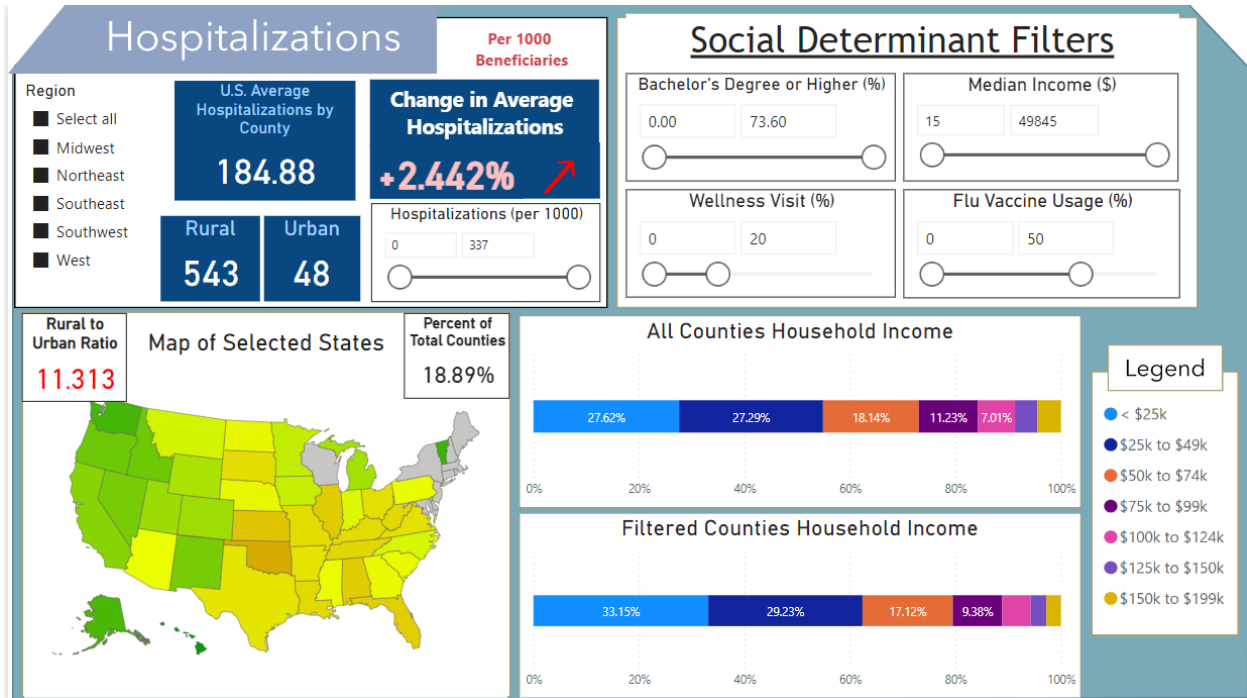 Hospitalizations
Per 1000
Beneficiaries
Region
Select all
Midwest
Northeast
Southeast
Southwest
West
U.S. Average
Hospitalizations by
County
184.88
Rural
543
Urban
48
Change in Average
Hospitalizations
+2.442%
Hospitalizations (per 1000)
0
337
Social Determinant Filters
Bachelor's Degree or Higher (%)
0.00
73.60
Median Income ($)
15
49845
Wellness Visit (%)
0
20
Flu Vaccine Usage (%)
0
50
Rural to
Urban Ratio
11.313
Map of Selected States
Percent of
Total Counties
18.89%
All Counties Household Income
27.62% 27.29% 18.14% 11.23% 7.01%
0% 20% 40% 60% 80% 100%
Filtered Counties Household Income
33.15% 29.23% 17.12% 9.38%
0% 20% 40% 60% 80% 100%
Legend
< $25k
$25k to $49k
$50k to $74k
$75k to $99k
$100k to $124k
$125k to $150k
$150k to $199k